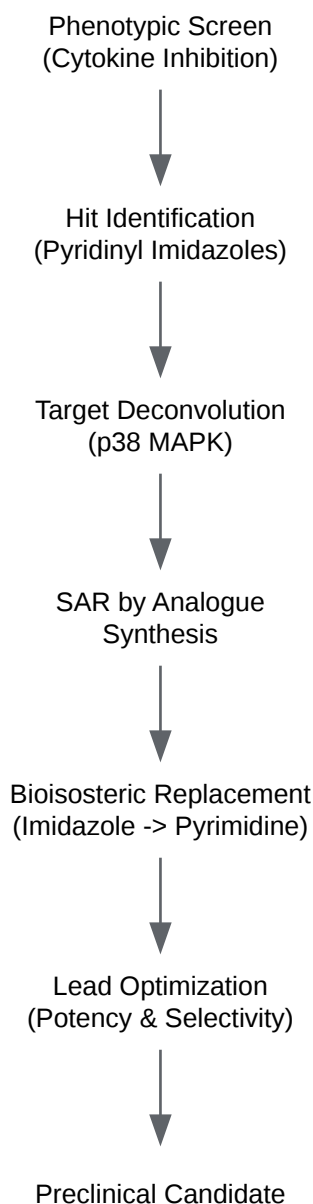 Phenotypic Screen
(Cytokine Inhibition)
Hit Identification
(Pyridinyl Imidazoles)
Target Deconvolution
(p38 MAPK)
SAR by Analogue
Synthesis
Bioisosteric Replacement
(Imidazole -> Pyrimidine)
Lead Optimization
(Potency & Selectivity)
Preclinical Candidate